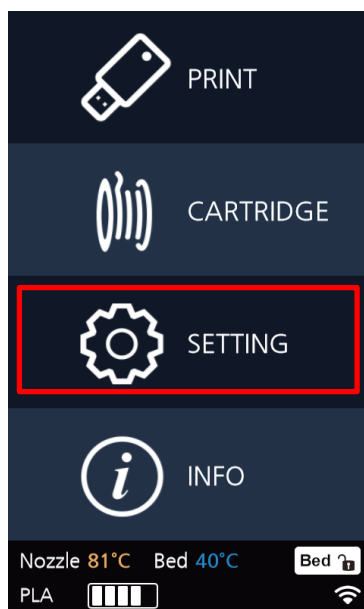 PRINT
CARTRIDGE
SETTING
INFO
Nozzle 81°C Bed 40°C Bed
PLA